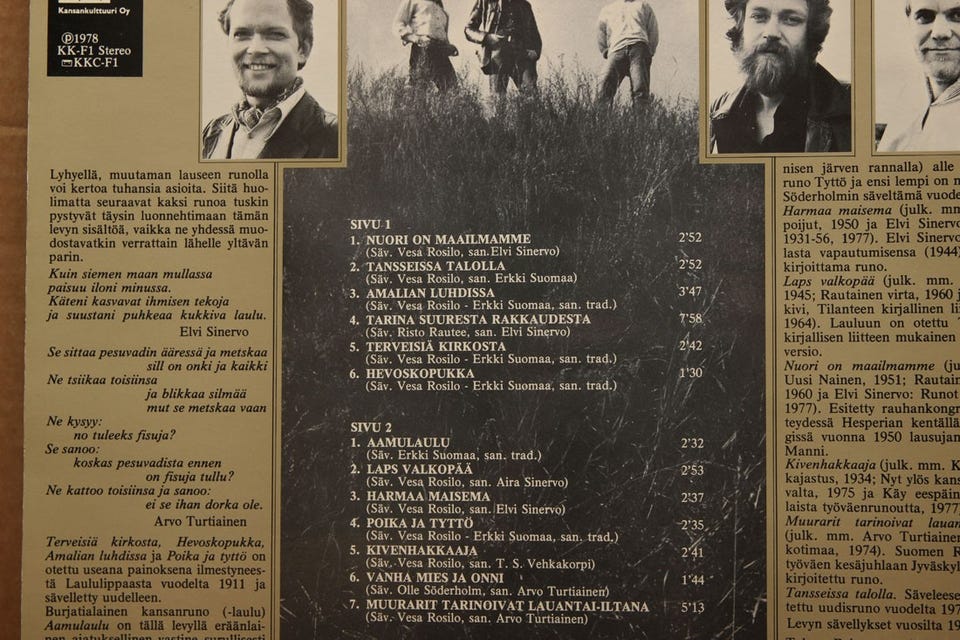 Kansankulttuuri Oy
Ⓟ1978
KK-F1 Stereo
KKC-F1
Lyhyellä, muutaman lauseen runolla
voi kertoa tuhansia asioita. Siitä huo-
limatta seuraavat kaksi runoa tuskin
pystyvät täysin luonnehtimaan tämän
levyn sisältöä, vaikka ne yhdessä muo-
dostavatkin verrattain lähelle yltävän
parin.
Kuin siemen maan mullassa
paisuu iloni minussa.
Käteni kasvavat ihmisen tekoja
ja suustani puhkeaa kukkiva laulu.
Elvi Sinervo
Se sittaa pesuvadin ääressä ja metskaa
sill on onki ja kaikki
Ne tsiikaa toisiinsa
ja blikkaa silmää
mut se metskaa vaan
Ne kysyy:
no tuleeks fisuja?
Se sanoo:
koskas pesuvadista ennen
on fisuja tullu?
Ne kattoo toisiinsa ja sanoo:
ei se ihan dorka ole.
Arvo Turtiainen
Terveisiä kirkosta, Hevoskopukka,
Amalian luhdissa ja Poika ja tyttö on
otettu useana painoksena ilmestynees-
tä Laululippaasta vuodelta 1911 ja
sävelletty uudelleen.
Burjatialainen kansanruno (-laulu)
Aamulaulu on tällä levyllä eräänlai-
nen ajatuksellinen vastine surullisesti
SIVU 1
1. NUORI ON MAAILMAMME 2'52
(Säv. Vesa Rosilo, san.Elvi Sinervo)
2. TANSSEISSA TALOLLA 2'52
(Säv. Vesa Rosilo, san. Erkki Suomaa)
3. AMALIAN LUHDISSA 3'47
(Säv. Vesa Rosilo - Erkki Suomaa, san. trad.)
4. TARINA SUURESTA RAKKAUDESTA 7'58
(Säv. Risto Rautee, san. Elvi Sinervo)
5. TERVEISIÄ KIRKOSTA 2'42
(Säv. Vesa Rosilo - Erkki Suomaa, san. trad.)
6. HEVOSKOPUKKA 1'30
(Säv. Vesa Rosilo - Erkki Suomaa, san. trad.)
SIVU 2
1. AAMULAULU 2'32
(Säv. Erkki Suomaa, san. trad.)
2. LAPS VALKOPÄÄ 2'53
(Säv. Vesa Rosilo, san. Aira Sinervo)
3. HARMAA MAISEMA 2'37
(Säv. Vesa Rosilo, san. Elvi Sinervo)
4. POIKA JA TYTTÖ 2'35
(Säv. Vesa Rosilo - Erkki Suomaa, san. trad.)
5. KIVENHAKKAAJA 2'41
(Säv. Vesa Rosilo, san. T. S. Vehkakorpi)
6. VANHA MIES JA ONNI 1'44
(Säv. Olle Söderholm, san. Arvo Turtiainen)
7. MUURARIT TARINOIVAT LAUANTAI-ILTANA 5'13
(Säv. Vesa Rosilo, san. Arvo Turtiainen)
nisen järven rannalla) alle
runo Tyttö ja ensi lempi on
Söderholmin säveltämä
Harmaa maisema (julk.
poijut, 1950 ja Elvi
1931-56, 1977). Elvi
lasta vapautumisensa (1944)
kirjoittama runo.
Laps valkopää (julk. mm.
1945; Rautainen virta, 1960
kivi, Tilanteen kirjallinen
1964). Lauluun on otettu
kirjallisen liitteen mukainen
versio.
Nuori on maailmamme
Uusi Nainen, 1951;
1960 ja Elvi Sinervo:
1977). Esitetty
teydessä Hesperian
gissä vuonna 1950
Manni.
Kivenhakkaaja (julk. mm.
kajastus, 1934; Nyt ylös
valta, 1975 ja Käy
laista työväenrunoutta,
Muurarit tarinoivat
(julk. mm. Arvo
kotimaa, 1974). Suomen
työväen kesäjuhlaan
kirjoitettu runo.
Tansseissa talolla.
tettu uudisruno vuodelta
Levyn sävellykset vuosilta